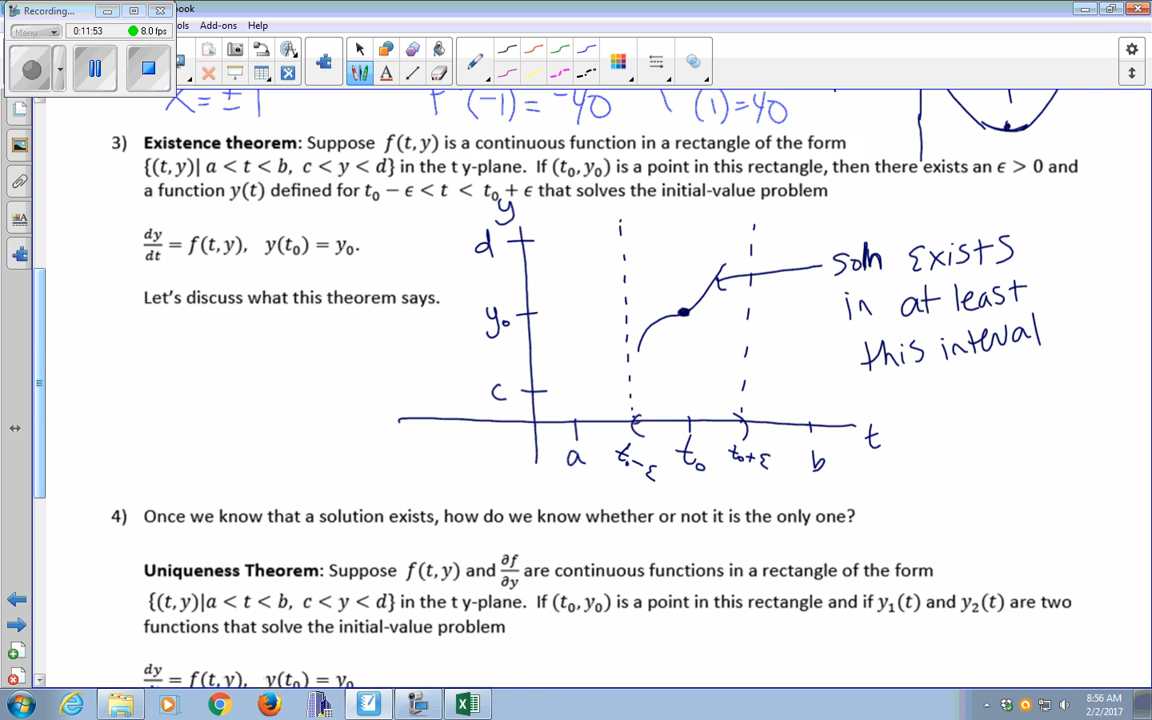 Recording...
book
Menu
0:11:53
8.0 fps
ols Add-ons Help
x = ± 1
(-1) = -40
(1) = 40
3) Existence theorem: Suppose f(t, y) is a continuous function in a rectangle of the form
{(t, y)| a < t < b, c < y < d} in the t y-plane. If (t₀, y₀) is a point in this rectangle, then there exists an ϵ > 0 and
a function y(t) defined for t₀ − ϵ < t < t₀ + ϵ that solves the initial-value problem
dy/dt = f(t, y), y(t₀) = y₀.
Let's discuss what this theorem says.
y
d
y₀
c
a
t₀-ε
t₀
t₀+ε
b
t
soln Exists
in at least
this interval
4) Once we know that a solution exists, how do we know whether or not it is the only one?
Uniqueness Theorem: Suppose f(t, y) and ∂f/∂y are continuous functions in a rectangle of the form
{(t, y)|a < t < b, c < y < d} in the t y-plane. If (t₀, y₀) is a point in this rectangle and if y₁(t) and y₂(t) are two
functions that solve the initial-value problem
dy
= f(t, y), y(t₀) = y₀
8:56 AM
2/2/2017